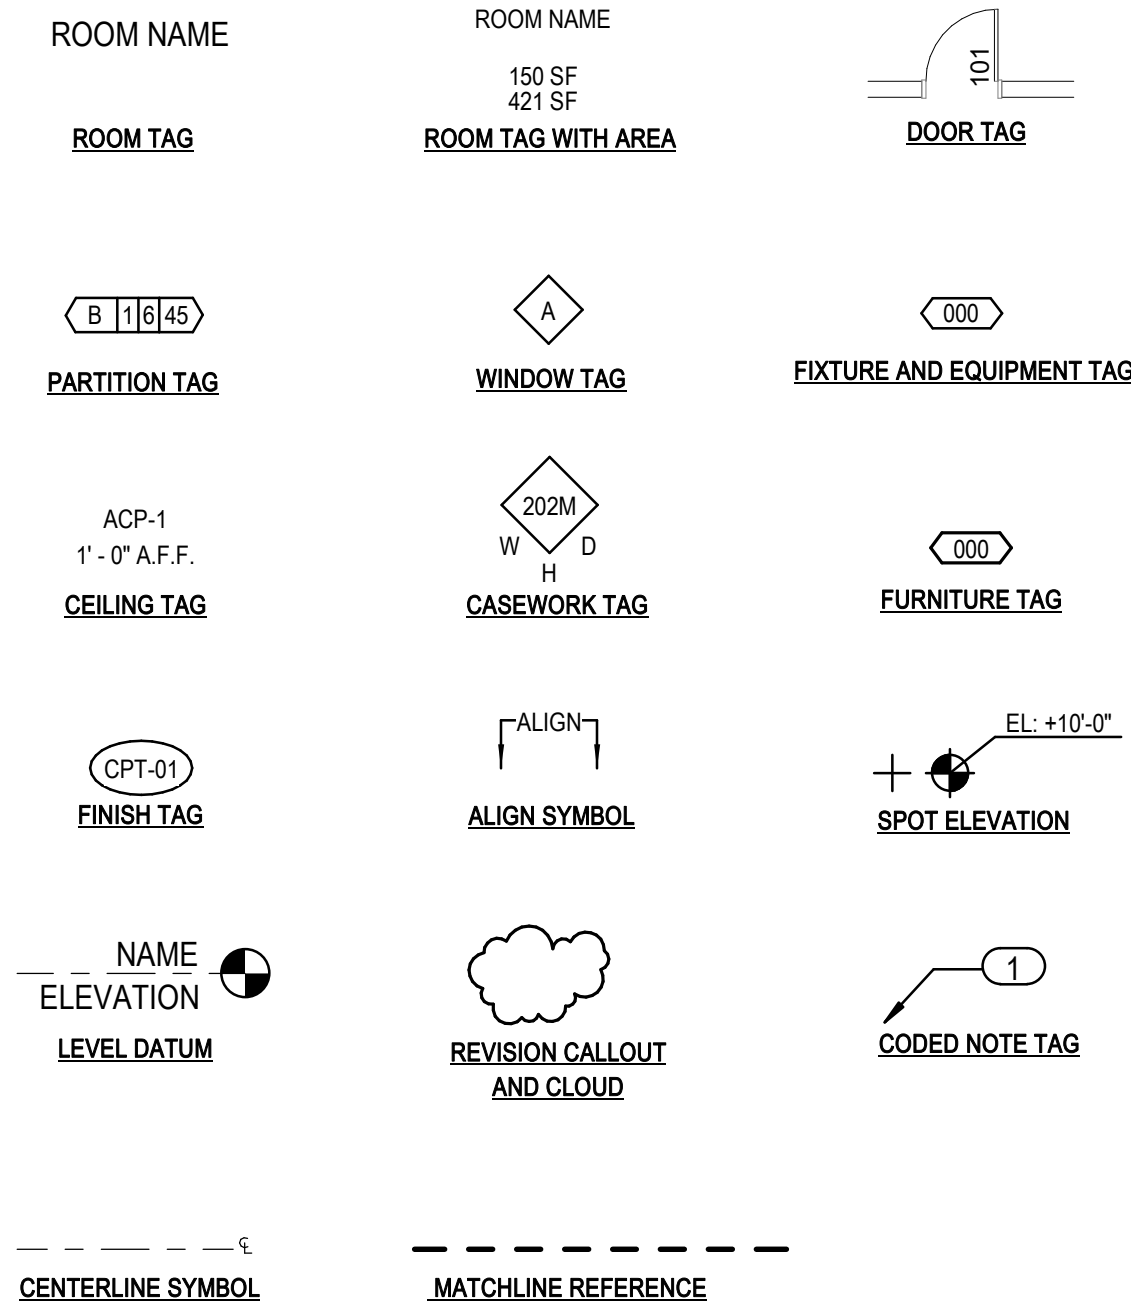 ROOM NAME
ROOM TAG
ROOM NAME
150 SF
421 SF
ROOM TAG WITH AREA
101
DOOR TAG
B 1 6 45
PARTITION TAG
A
WINDOW TAG
000
FIXTURE AND EQUIPMENT TAG
ACP-1
1' - 0" A.F.F.
CEILING TAG
202M
W D
H
CASEWORK TAG
000
FURNITURE TAG
CPT-01
FINISH TAG
ALIGN
ALIGN SYMBOL
EL: +10'-0"
SPOT ELEVATION
NAME
ELEVATION
LEVEL DATUM
REVISION CALLOUT
AND CLOUD
1
CODED NOTE TAG
℄
CENTERLINE SYMBOL
MATCHLINE REFERENCE